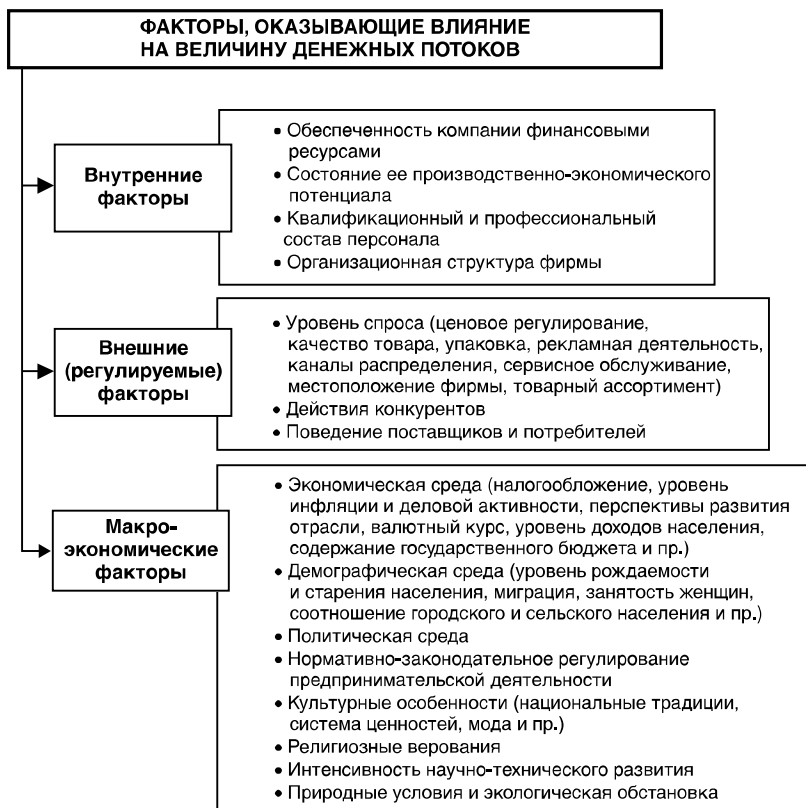 ФАКТОРЫ, ОКАЗЫВАЮЩИЕ ВЛИЯНИЕ
НА ВЕЛИЧИНУ ДЕНЕЖНЫХ ПОТОКОВ
Внутренние
факторы
• Обеспеченность компании финансовыми
ресурсами
• Состояние ее производственно-экономического
потенциала
• Квалификационный и профессиональный
состав персонала
• Организационная структура фирмы
Внешние
(регулируемые)
факторы
• Уровень спроса (ценовое регулирование,
качество товара, упаковка, рекламная деятельность,
каналы распределения, сервисное обслуживание,
местоположение фирмы, товарный ассортимент)
• Действия конкурентов
• Поведение поставщиков и потребителей
Макро-
экономические
факторы
• Экономическая среда (налогообложение, уровень
инфляции и деловой активности, перспективы развития
отрасли, валютный курс, уровень доходов населения,
содержание государственного бюджета и пр.)
• Демографическая среда (уровень рождаемости
и старения населения, миграция, занятость женщин,
соотношение городского и сельского населения и пр.)
• Политическая среда
• Нормативно-законодательное регулирование
предпринимательской деятельности
• Культурные особенности (национальные традиции,
система ценностей, мода и пр.)
• Религиозные верования
• Интенсивность научно-технического развития
• Природные условия и экологическая обстановка